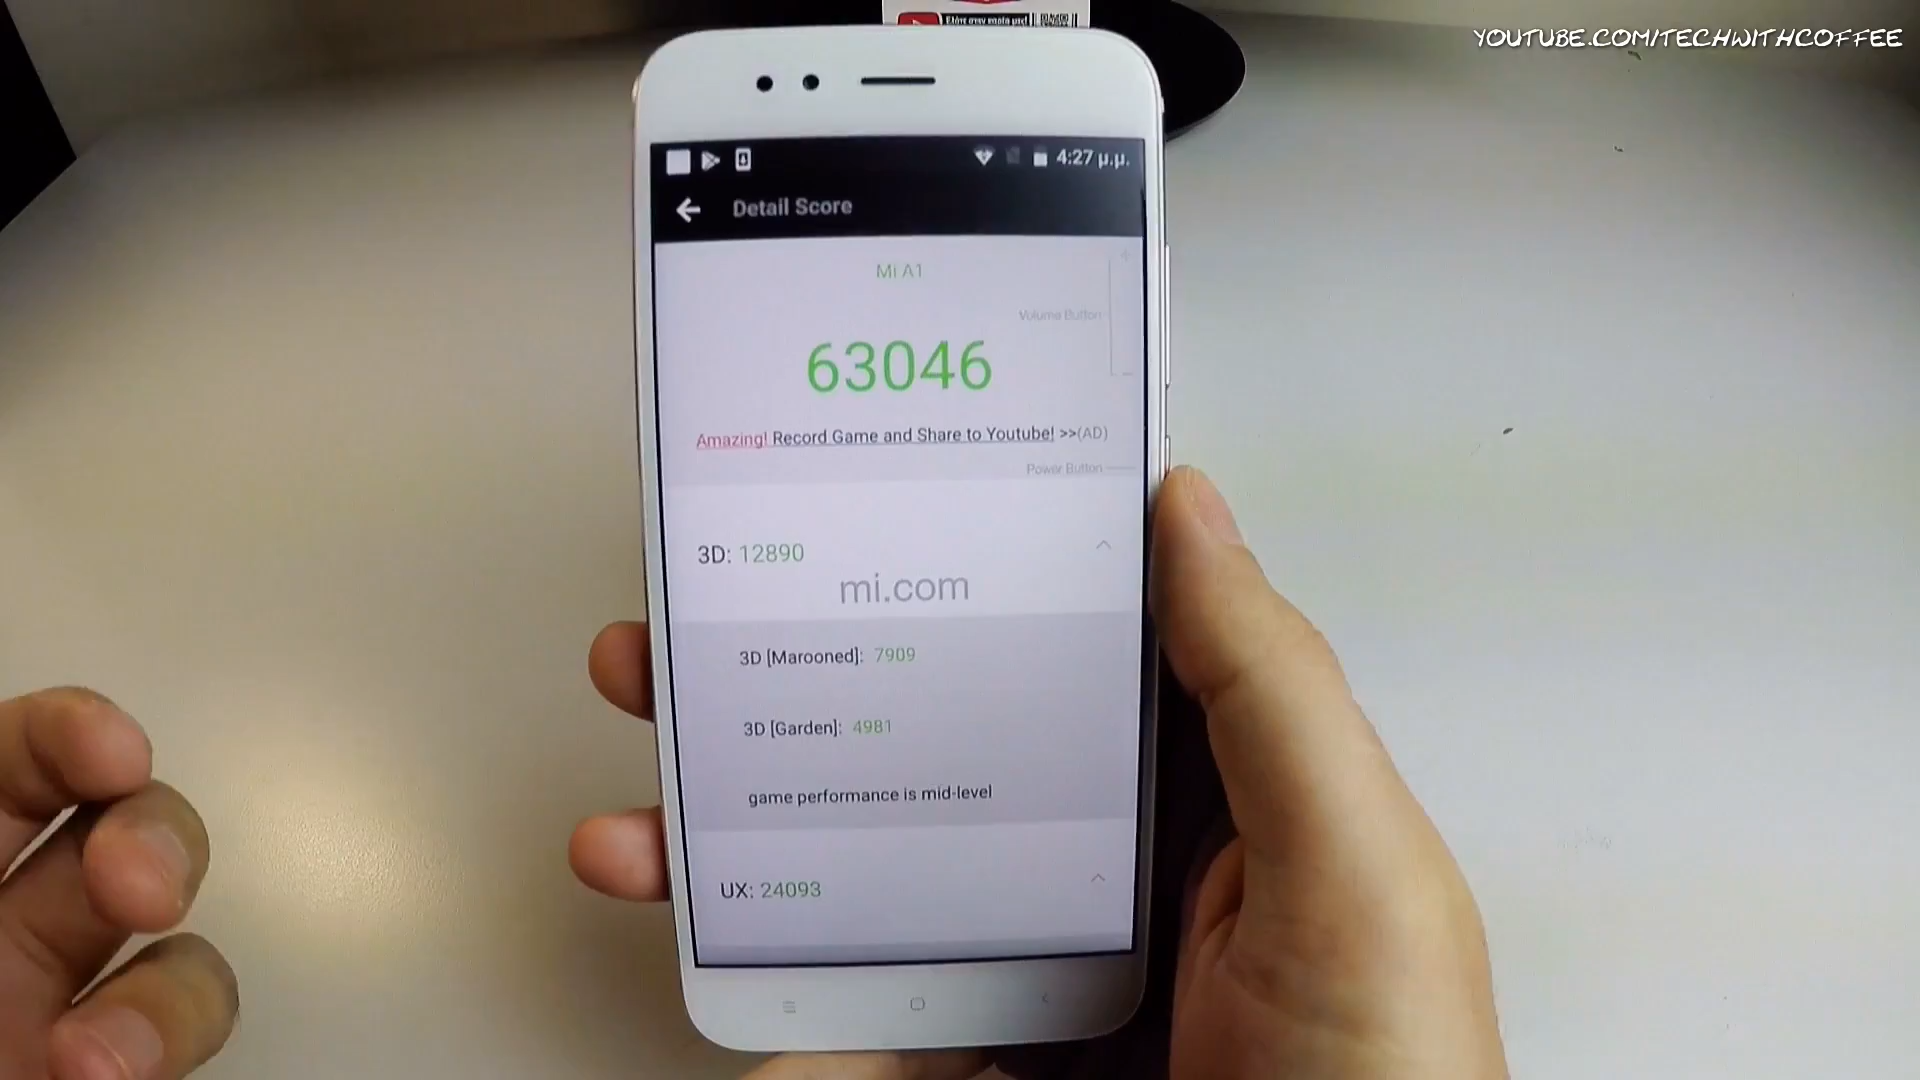 YOUTUBE.COM/TECHWITHCOFFEE
4:27 μ.μ.
Detail Score
Mi A1
Volume Button
63046
Amazing! Record Game and Share to Youtube! >>(AD)
Power Button
3D: 12890
mi.com
3D [Marooned]: 7909
3D [Garden]: 4981
game performance is mid-level
UX: 24093